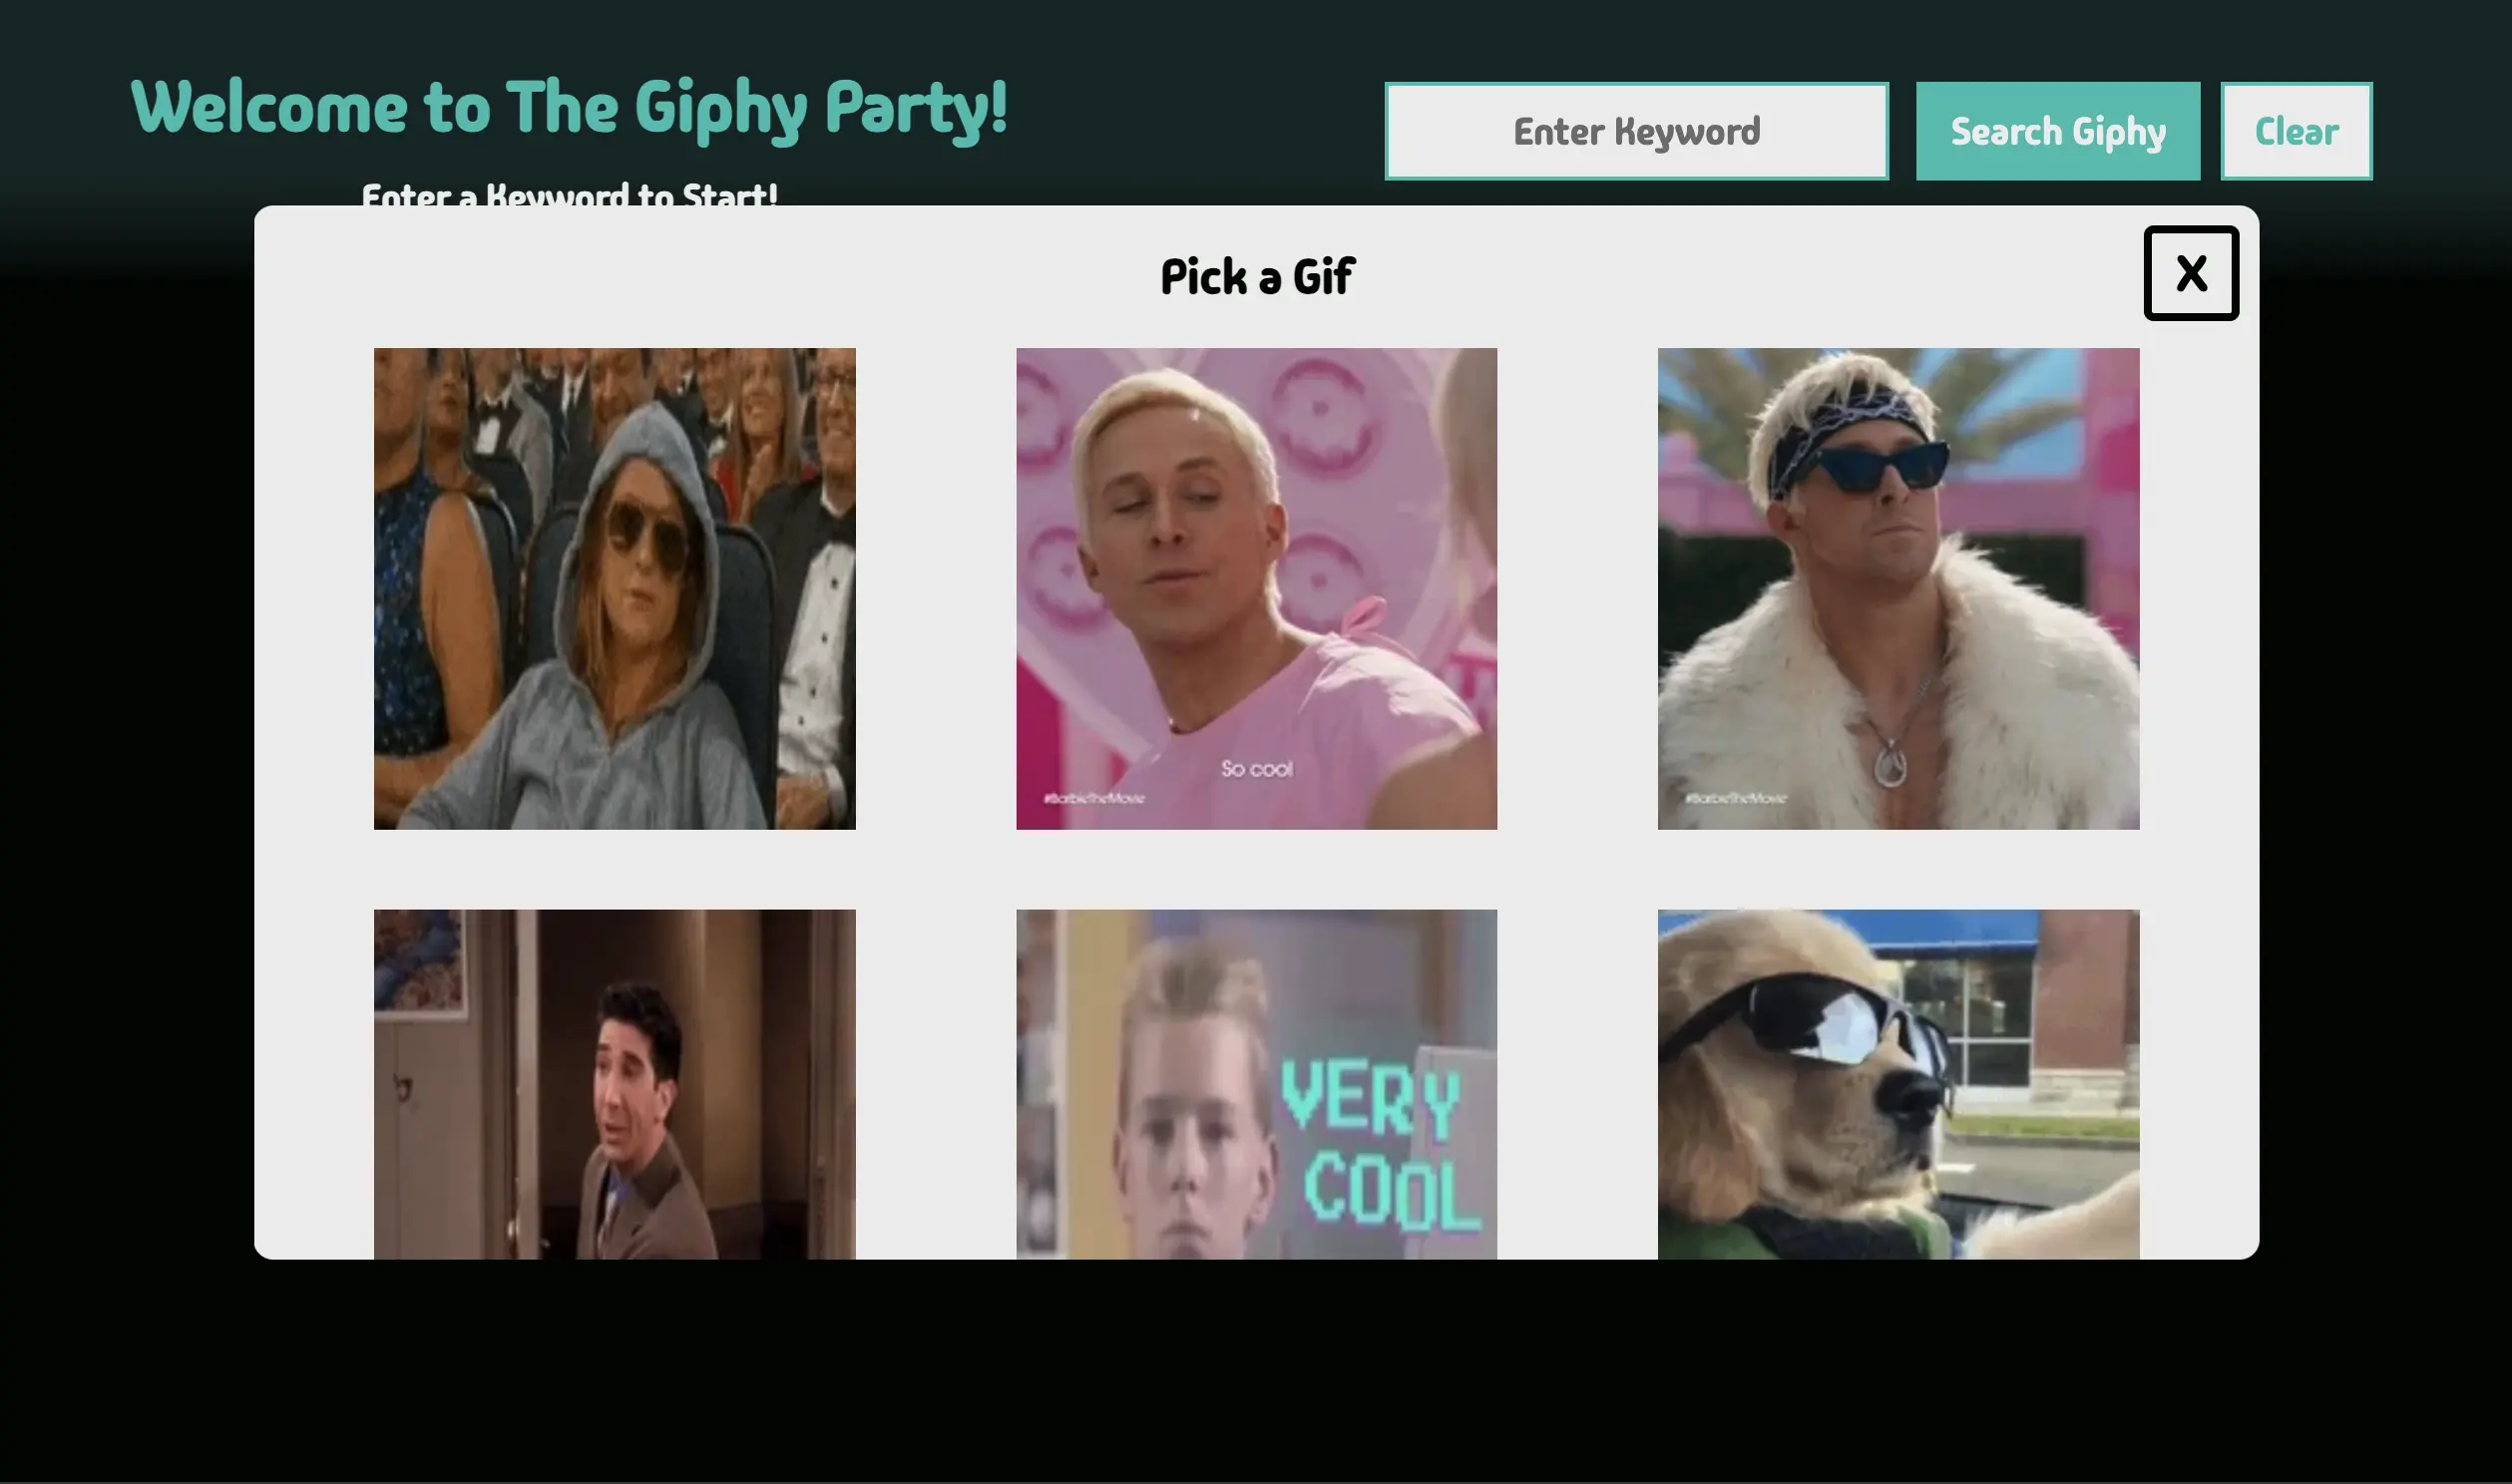 Welcome to The Giphy Party!
Enter Keyword
Search Giphy
Clear
Enter a Keyword to Start!
Pick a Gif
X
So cool
#BarbieTheMovie
#BarbieTheMovie
VERY
COOL